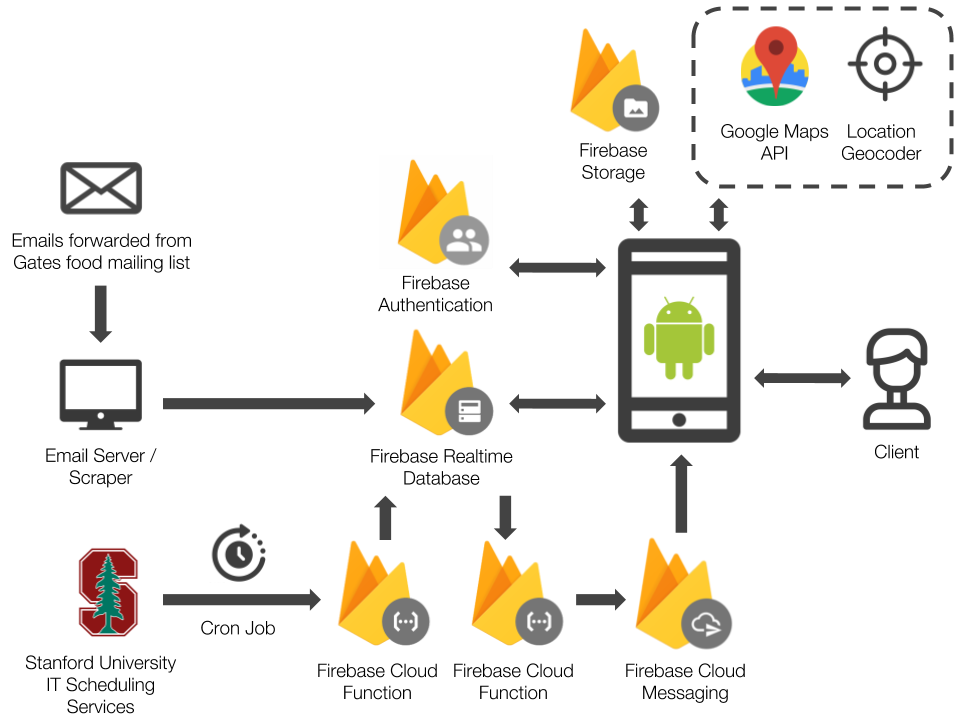 Firebase
Storage
Google Maps
API
Location
Geocoder
Emails forwarded from
Gates food mailing list
Firebase
Authentication
Email Server /
Scraper
Firebase Realtime
Database
Client
Cron Job
S
Stanford University
IT Scheduling
Services
Firebase Cloud
Function
Firebase Cloud
Function
Firebase Cloud
Messaging